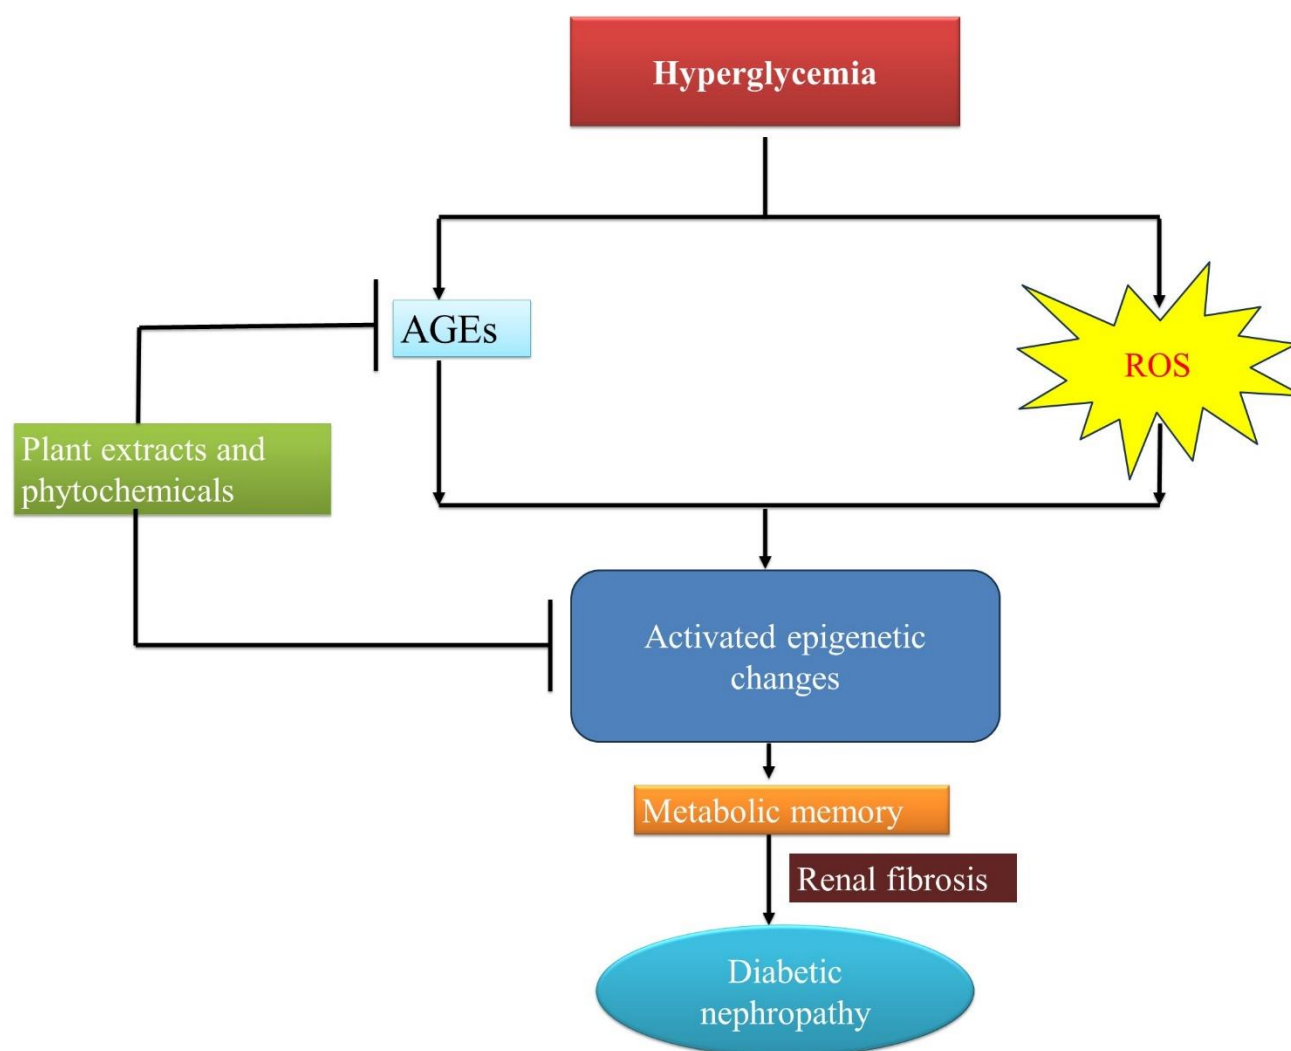 Hyperglycemia
AGEs
ROS
Plant extracts and
phytochemicals
Activated epigenetic
changes
Metabolic memory
Renal fibrosis
Diabetic
nephropathy